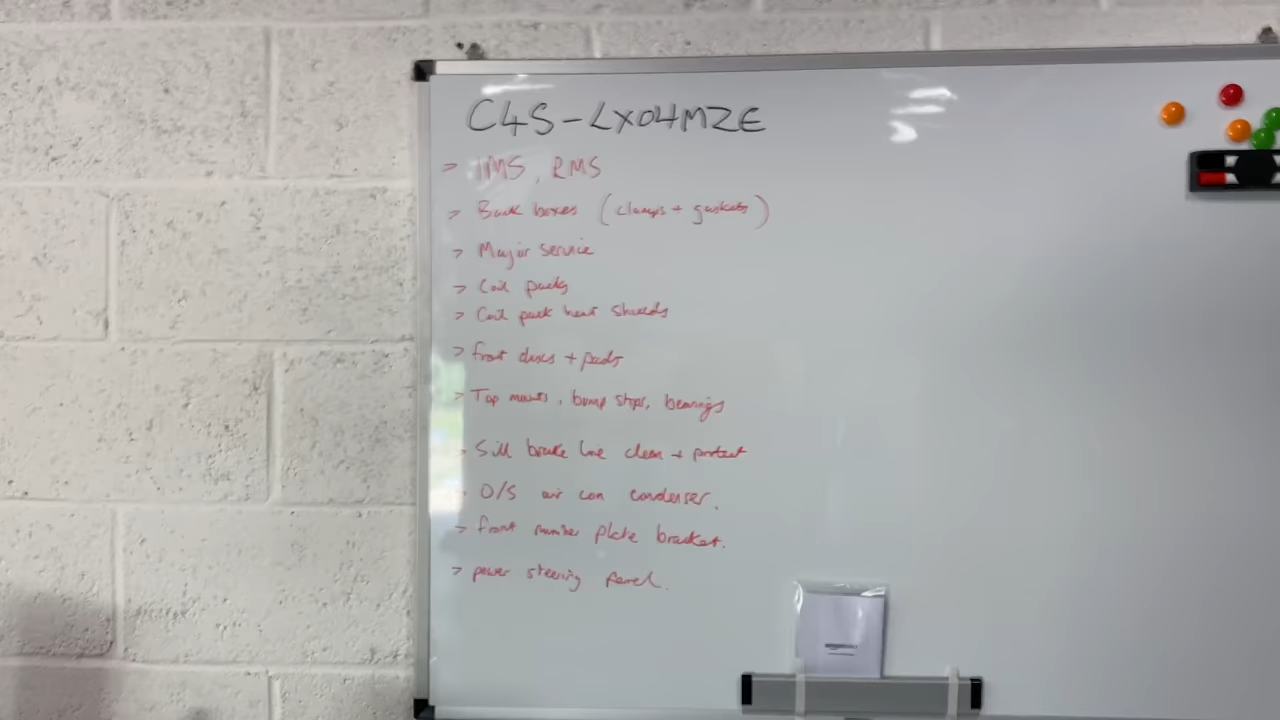 C4S-LX04MZE
> IMS, RMS
> Back boxes (clamps + gaskets)
> Major service
> Coil packs
> Coil pack heat shields
> front discs + pads
> Top mounts, bump stops, bearings
> Sill brake line clean + protect
> O/S air con condenser.
> front number plate bracket.
> power steering panel.